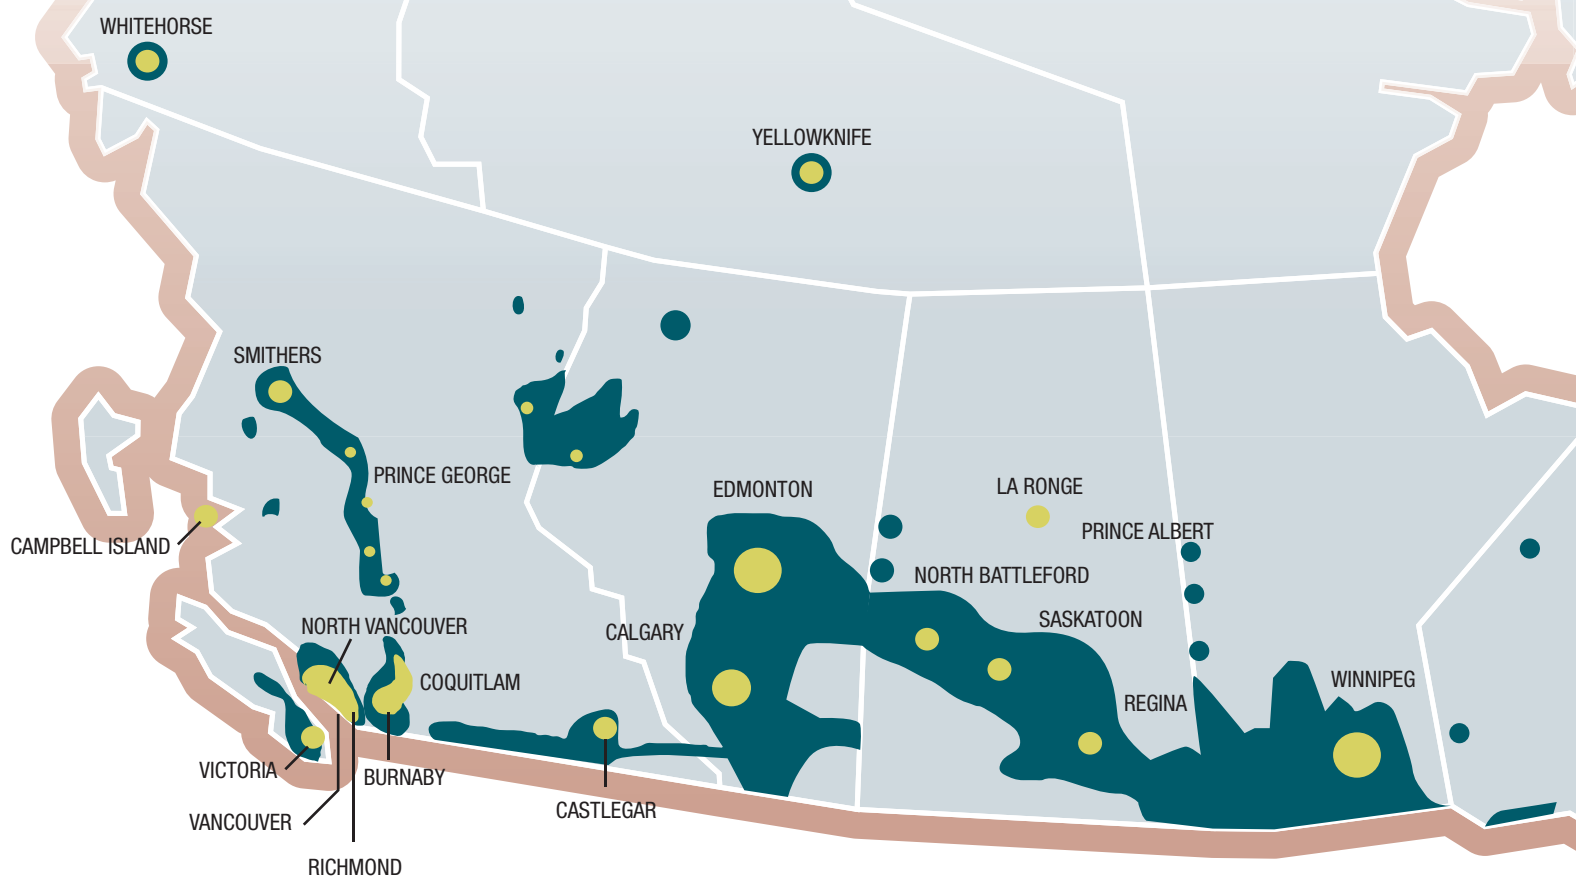 WHITEHORSE
YELLOWKNIFE
SMITHERS
PRINCE GEORGE
EDMONTON
LA RONGE
PRINCE ALBERT
CAMPBELL ISLAND
NORTH BATTLEFORD
SASKATOON
NORTH VANCOUVER
CALGARY
COQUITLAM
WINNIPEG
REGINA
VICTORIA
BURNABY
CASTLEGAR
VANCOUVER
RICHMOND